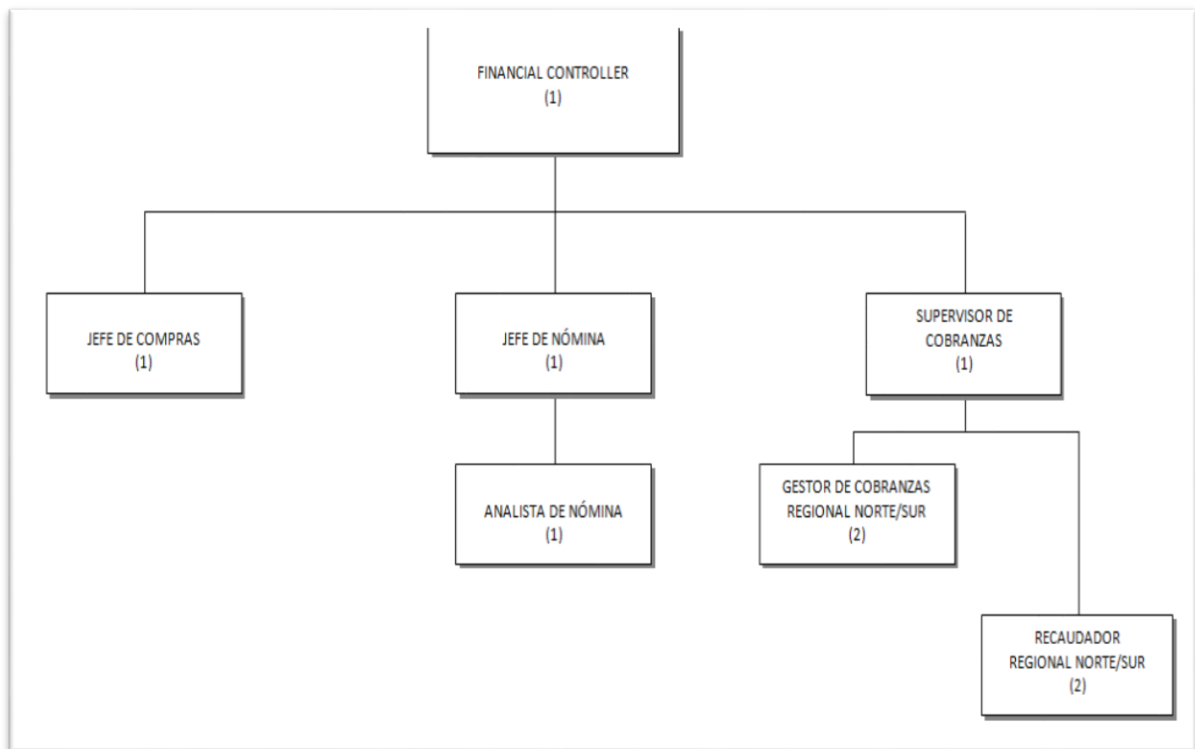 FINANCIAL CONTROLLER
(1)
JEFE DE COMPRAS
(1)
JEFE DE NÓMINA
(1)
SUPERVISOR DE
COBRANZAS
(1)
ANALISTA DE NÓMINA
(1)
GESTOR DE COBRANZAS
REGIONAL NORTE/SUR
(2)
RECAUDADOR
REGIONAL NORTE/SUR
(2)